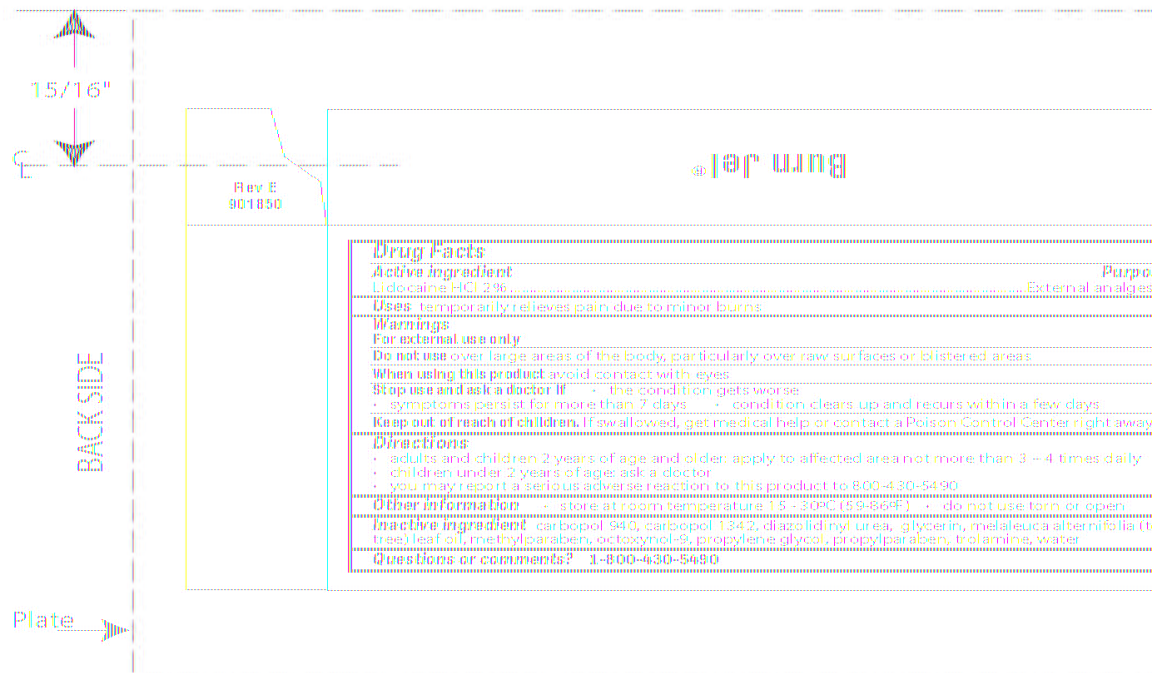 15/16"
℄
Burn Jel®
Rev E
901850
Drug Facts
Active ingredient Purpo
Lidocaine HCl 2% External analges
Uses temporarily relieves pain due to minor burns
Warnings
For external use only
Do not use over large areas of the body, particularly over raw surfaces or blistered areas
When using this product avoid contact with eyes
Stop use and ask a doctor if • the condition gets worse
• symptoms persist for more than 7 days • condition clears up and recurs within a few days
Keep out of reach of children. If swallowed, get medical help or contact a Poison Control Center right away
Directions
• adults and children 2 years of age and older: apply to affected area not more than 3 – 4 times daily
• children under 2 years of age: ask a doctor
• you may report a serious adverse reaction to this product to 800-430-5490
Other information • store at room temperature 15 - 30ºC (59-86ºF) • do not use torn or open
Inactive ingredient carbopol 940, carbopol 1342, diazolidinyl urea, glycerin, melaleuca alternifolia (t
tree) leaf oil, methylparaben, octoxynol-9, propylene glycol, propylparaben, trolamine, water
Questions or comments? 1-800-430-5490
BACK SIDE
Plate